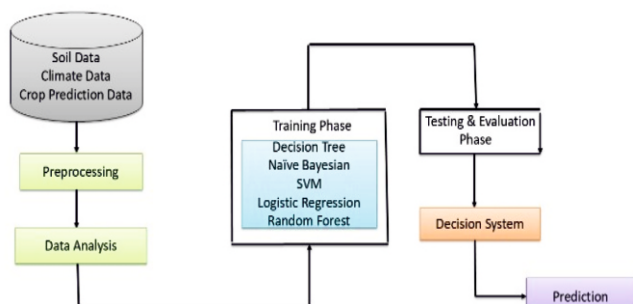 Soil Data
Climate Data
Crop Prediction Data
Preprocessing
Data Analysis
Training Phase
Decision Tree
Naïve Bayesian
SVM
Logistic Regression
Random Forest
Testing & Evaluation
Phase
Decision System
Prediction